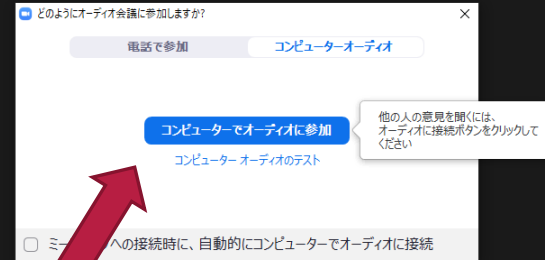 どのようにオーディオ会議に参加しますか?
電話で参加
コンピューターオーディオ
コンピューターでオーディオに参加
他の人の意見を聞くには、
オーディオに接続ボタンをクリックして
ください
コンピューター オーディオのテスト
ミー への接続時に、自動的にコンピューターでオーディオに接続